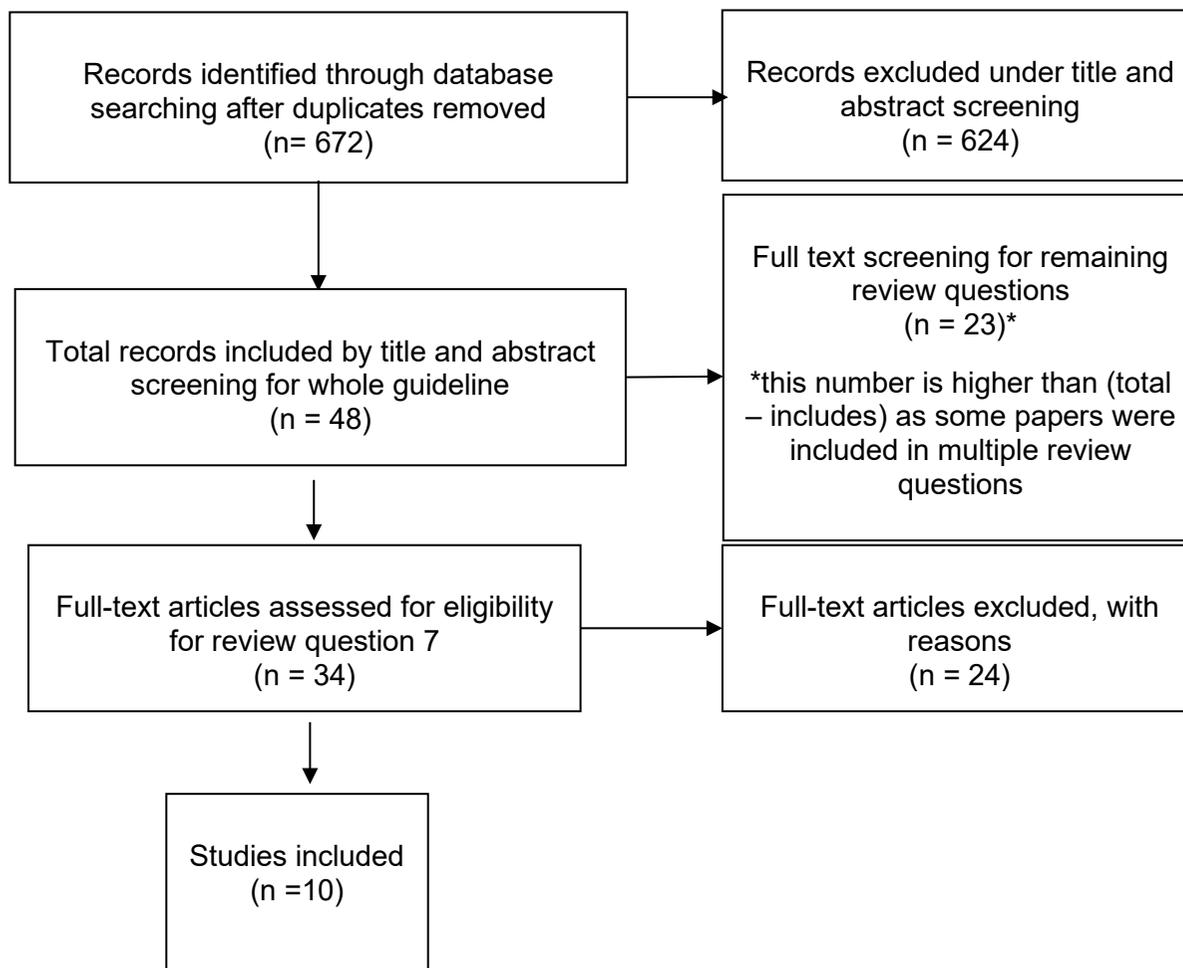 Records identified through database
searching after duplicates removed
(n= 672)
Records excluded under title and
abstract screening
(n = 624)
Total records included by title and abstract
screening for whole guideline
(n = 48)
Full text screening for remaining
review questions
(n = 23)*
*this number is higher than (total
– includes) as some papers were
included in multiple review
questions
Full-text articles assessed for eligibility
for review question 7
(n = 34)
Full-text articles excluded, with
reasons
(n = 24)
Studies included
(n =10)